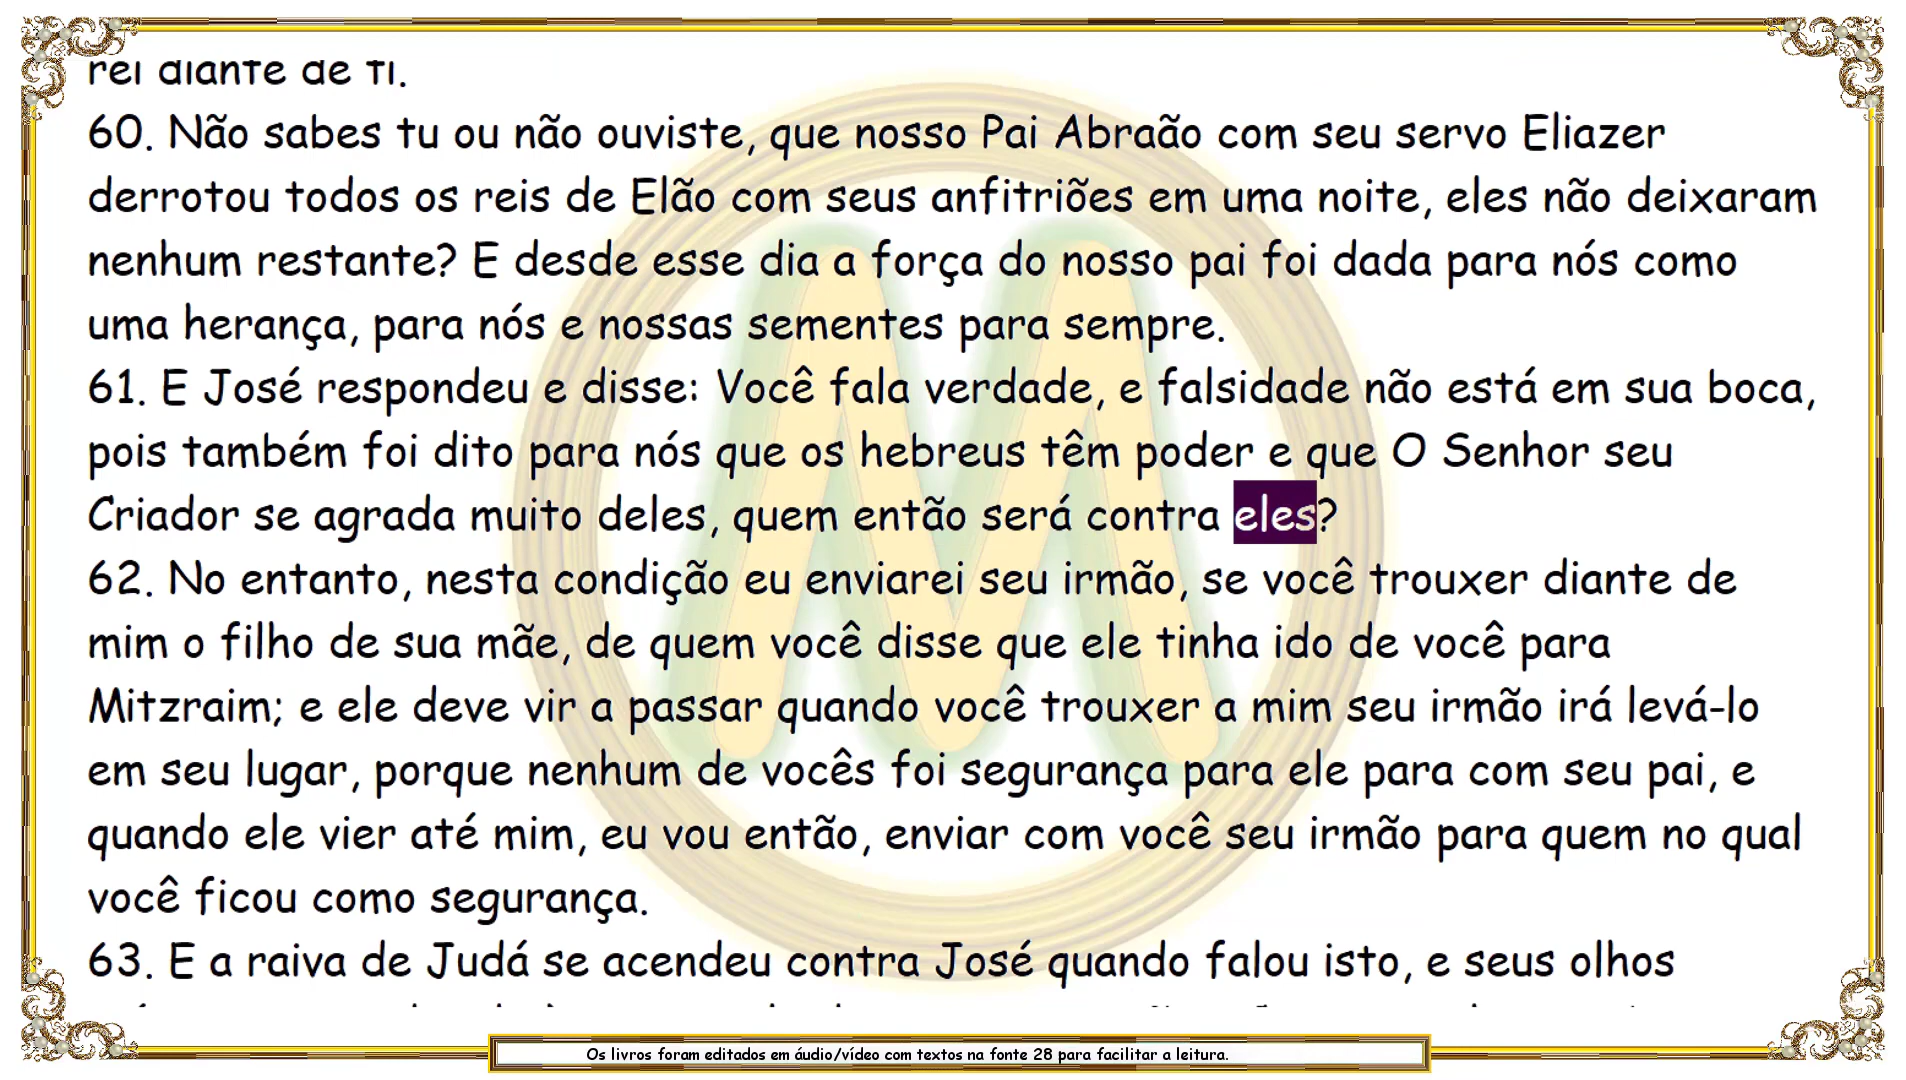 rei diante de ti.
60. Não sabes tu ou não ouviste, que nosso Pai Abraão com seu servo Eliazer
derrotou todos os reis de Elão com seus anfitriões em uma noite, eles não deixaram
nenhum restante? E desde esse dia a força do nosso pai foi dada para nós como
uma herança, para nós e nossas sementes para sempre.
61. E José respondeu e disse: Você fala verdade, e falsidade não está em sua boca,
pois também foi dito para nós que os hebreus têm poder e que O Senhor seu
Criador se agrada muito deles, quem então será contra eles?
62. No entanto, nesta condição eu enviarei seu irmão, se você trouxer diante de
mim o filho de sua mãe, de quem você disse que ele tinha ido de você para
Mitzraim; e ele deve vir a passar quando você trouxer a mim seu irmão irá levá-lo
em seu lugar, porque nenhum de vocês foi segurança para ele para com seu pai, e
quando ele vier até mim, eu vou então, enviar com você seu irmão para quem no qual
você ficou como segurança.
63. E a raiva de Judá se acendeu contra José quando falou isto, e seus olhos
Os livros foram editados em áudio/vídeo com textos na fonte 28 para facilitar a leitura.